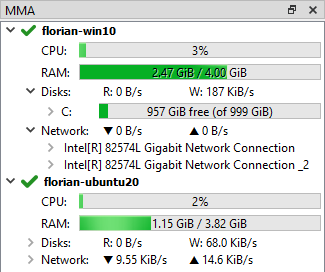 MMA
florian-win10
CPU: 3%
RAM: 2.47 GiB / 4.00 GiB
Disks: R: 0 B/s W: 187 KiB/s
C: 957 GiB free (of 999 GiB)
Network: ▼ 0 B/s ▲ 0 B/s
Intel[R] 82574L Gigabit Network Connection
Intel[R] 82574L Gigabit Network Connection _2
florian-ubuntu20
CPU: 2%
RAM: 1.15 GiB / 3.82 GiB
Disks: R: 0 B/s W: 68.0 KiB/s
Network: ▼ 9.55 KiB/s ▲ 14.6 KiB/s